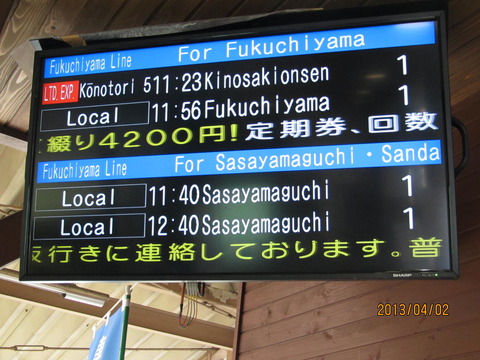 Fukuchiyama Line For Fukuchiyama
LTD.EXP Kōnotori 5 11:23 Kinosakionsen 1
Local 11:56 Fukuchiyama 1
綴り4200円!定期券、回数
Fukuchiyama Line For Sasayamaguchi・Sanda
Local 11:40 Sasayamaguchi 1
Local 12:40 Sasayamaguchi 1
行きに連絡しております。普
SHARP
2013/04/02